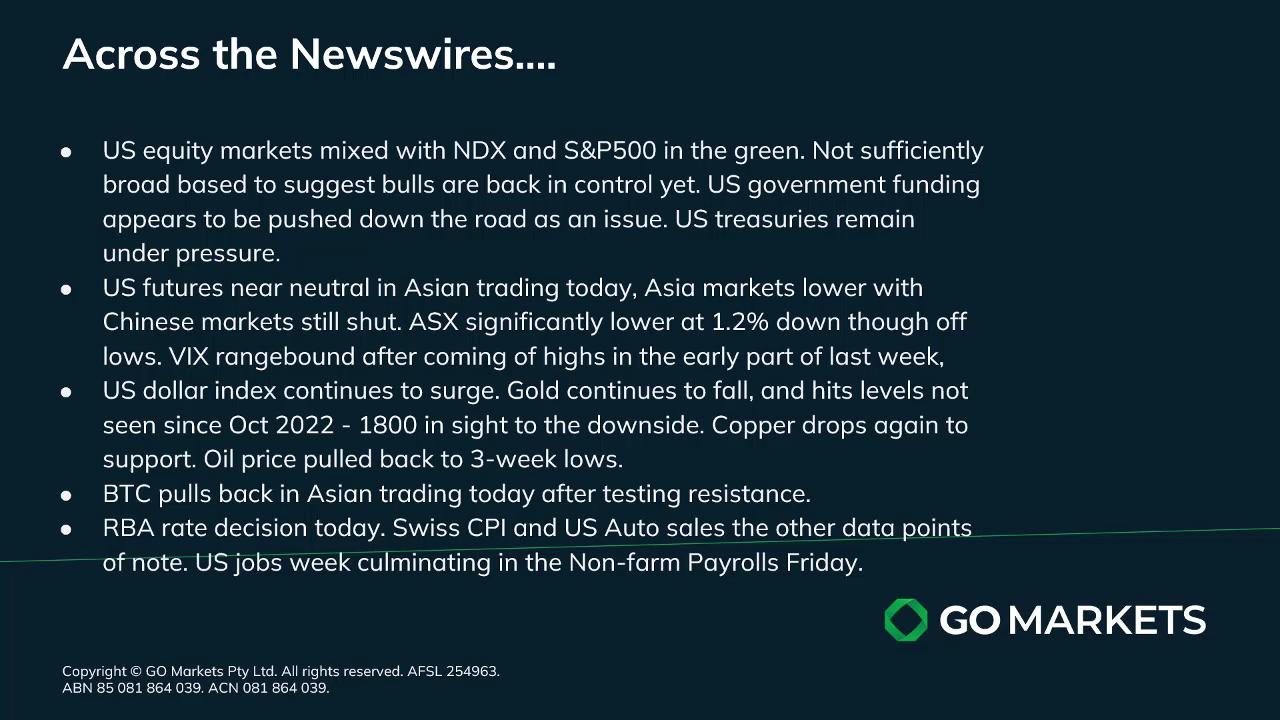 Across the Newswires....
● US equity markets mixed with NDX and S&P500 in the green. Not sufficiently
broad based to suggest bulls are back in control yet. US government funding
appears to be pushed down the road as an issue. US treasuries remain
under pressure.
● US futures near neutral in Asian trading today, Asia markets lower with
Chinese markets still shut. ASX significantly lower at 1.2% down though off
lows. VIX rangebound after coming of highs in the early part of last week,
● US dollar index continues to surge. Gold continues to fall, and hits levels not
seen since Oct 2022 - 1800 in sight to the downside. Copper drops again to
support. Oil price pulled back to 3-week lows.
● BTC pulls back in Asian trading today after testing resistance.
● RBA rate decision today. Swiss CPI and US Auto sales the other data points
of note. US jobs week culminating in the Non-farm Payrolls Friday.
GO MARKETS
Copyright © GO Markets Pty Ltd. All rights reserved. AFSL 254963.
ABN 85 081 864 039. ACN 081 864 039.